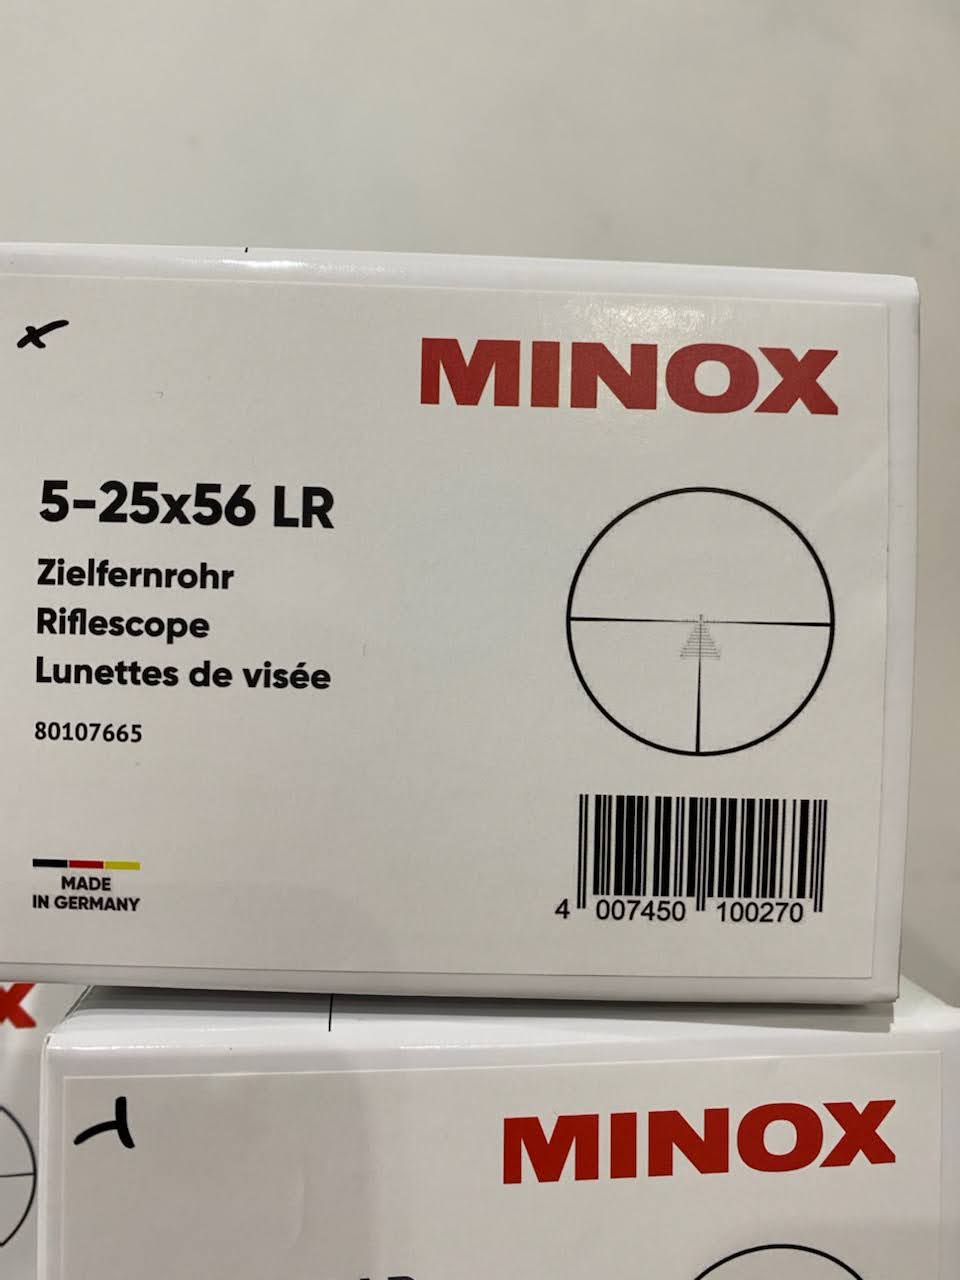 MINOX
5-25x56 LR
Zielfernrohr
Riflescope
Lunettes de visée
80107665
MADE
IN GERMANY
4 007450 100270
MINOX